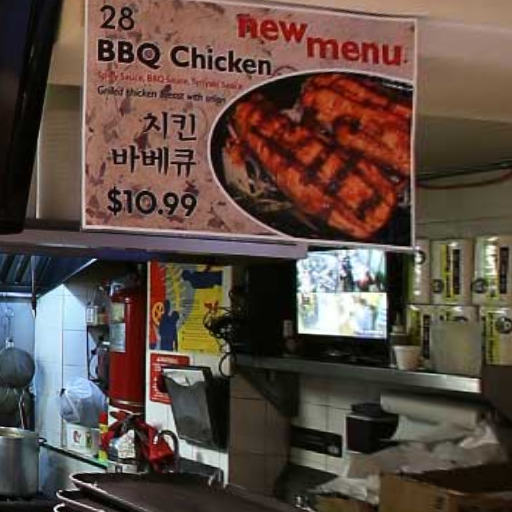 28
new menu
BBQ Chicken
Spicy Sauce, BBQ Sauce, Teriyaki Sauce
Grilled chicken breast with onion
치킨
바베큐
$10.99